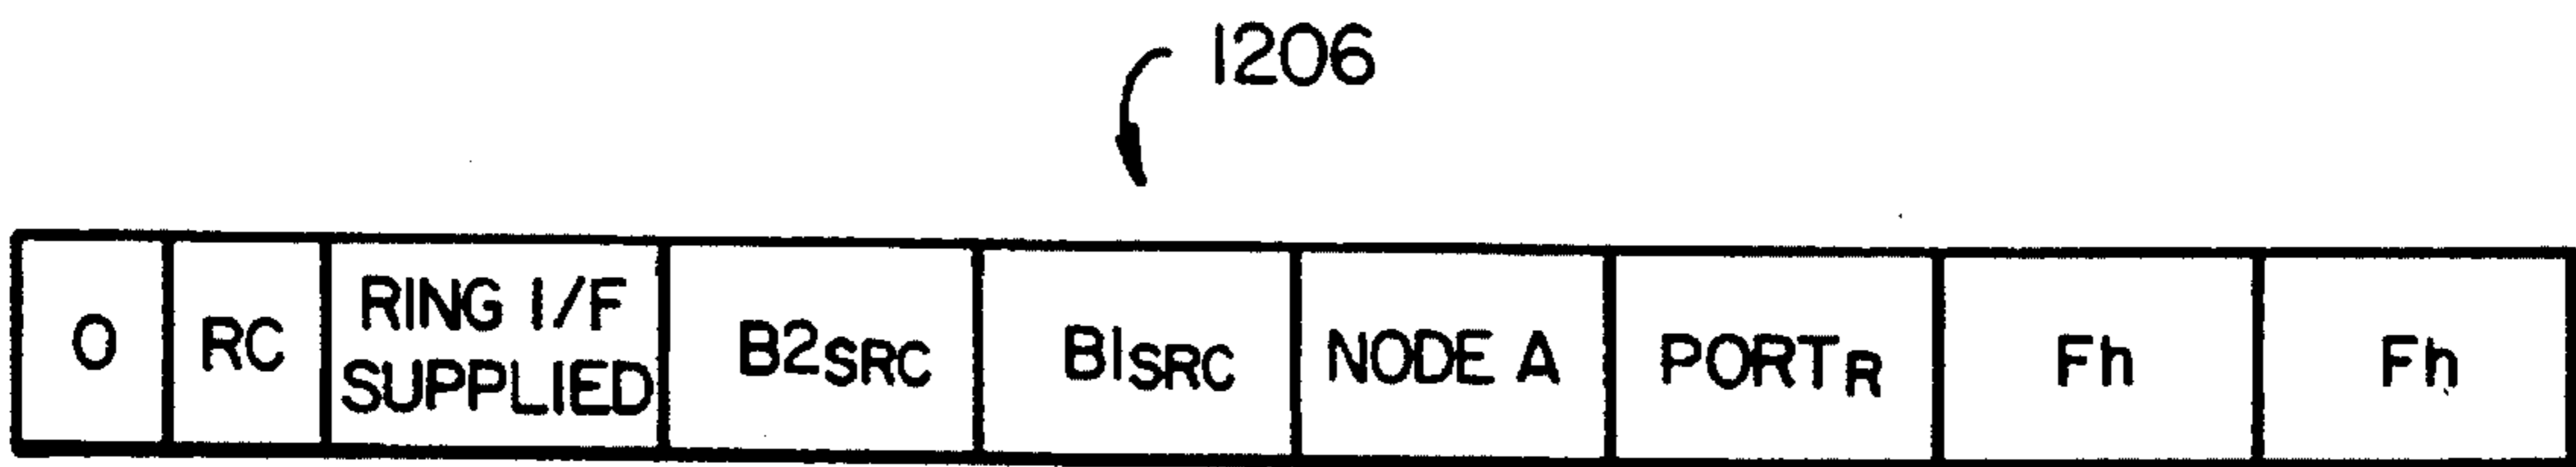 1206
0 RC RING I/F SUPPLIED B2SRC B1SRC NODE A PORTR Fh Fh